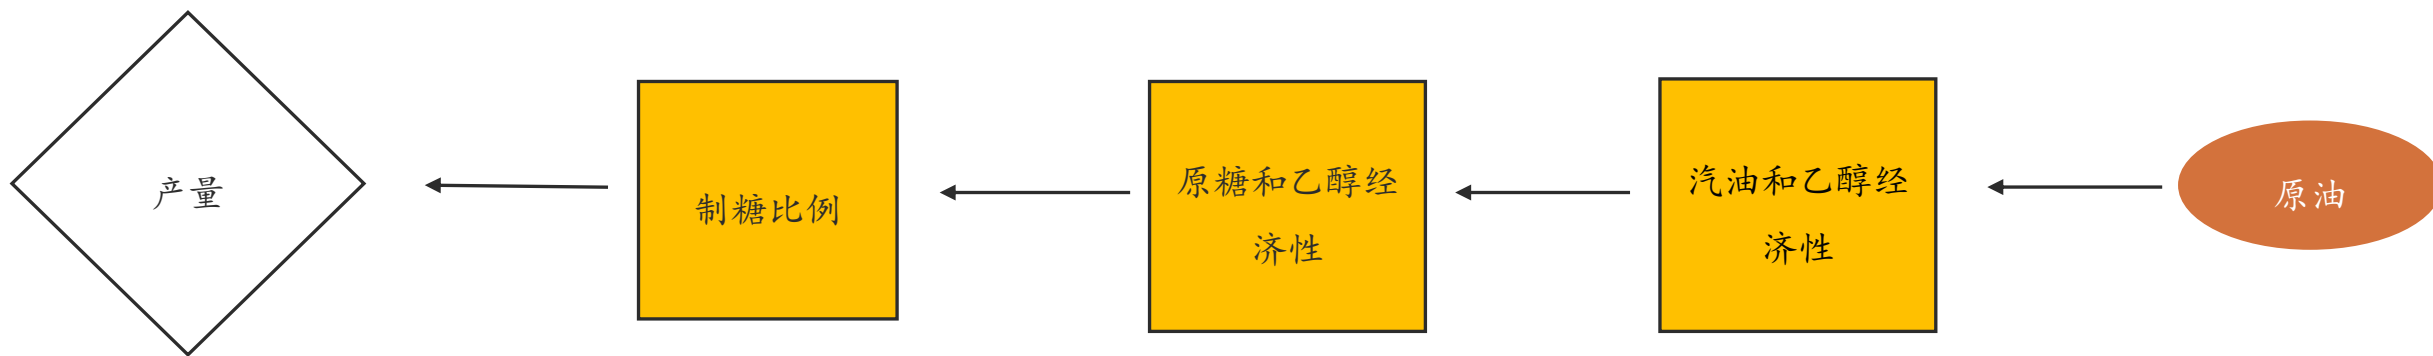 产量
制糖比例
原糖和乙醇经
济性
汽油和乙醇经
济性
原油